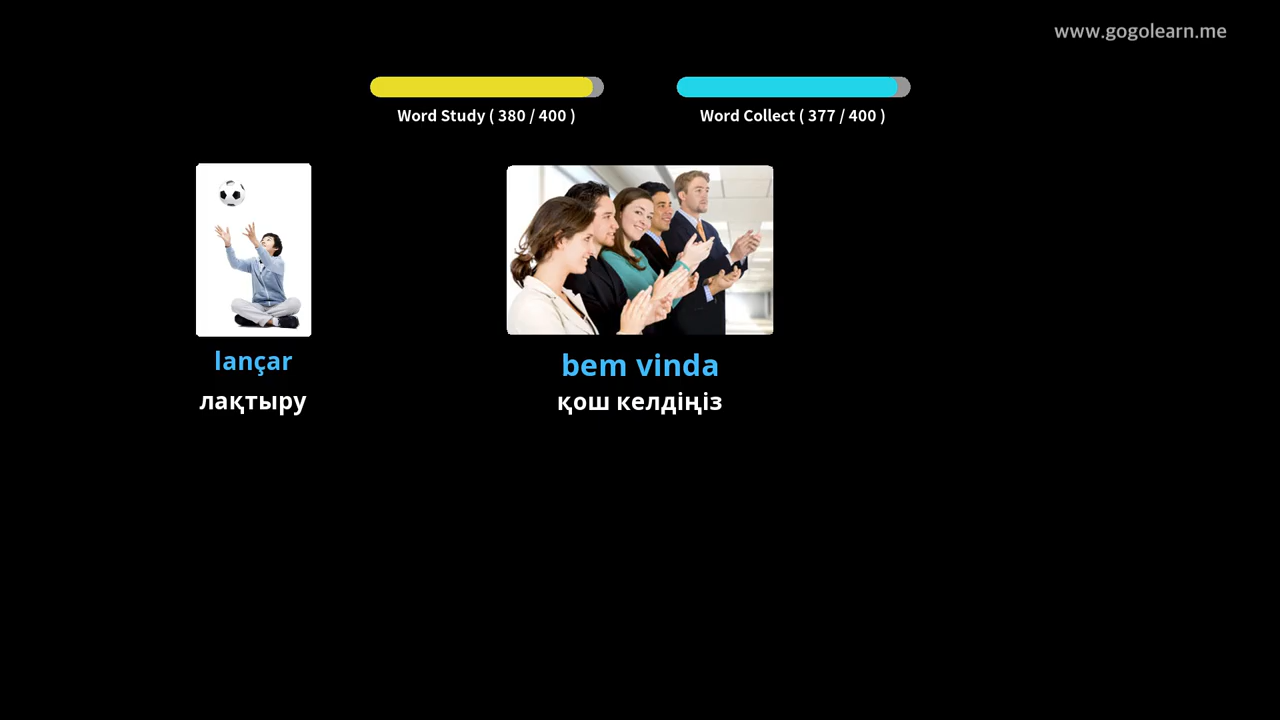 www.gogolearn.me
Word Study ( 380 / 400 )
Word Collect ( 377 / 400 )
lançar
лақтыру
bem vinda
қош келдіңіз